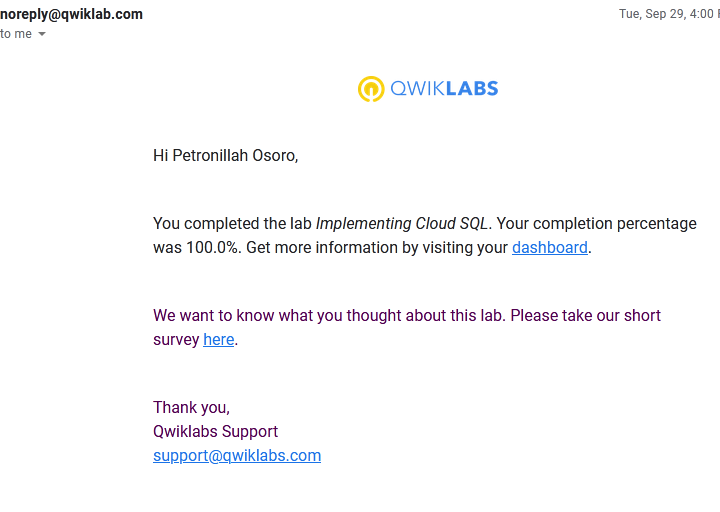 noreply@qwiklab.com
Tue, Sep 29, 4:00
to me
QWIKLABS
Hi Petronillah Osoro,
You completed the lab Implementing Cloud SQL. Your completion percentage
was 100.0%. Get more information by visiting your dashboard.
We want to know what you thought about this lab. Please take our short
survey here.
Thank you,
Qwiklabs Support
support@qwiklabs.com